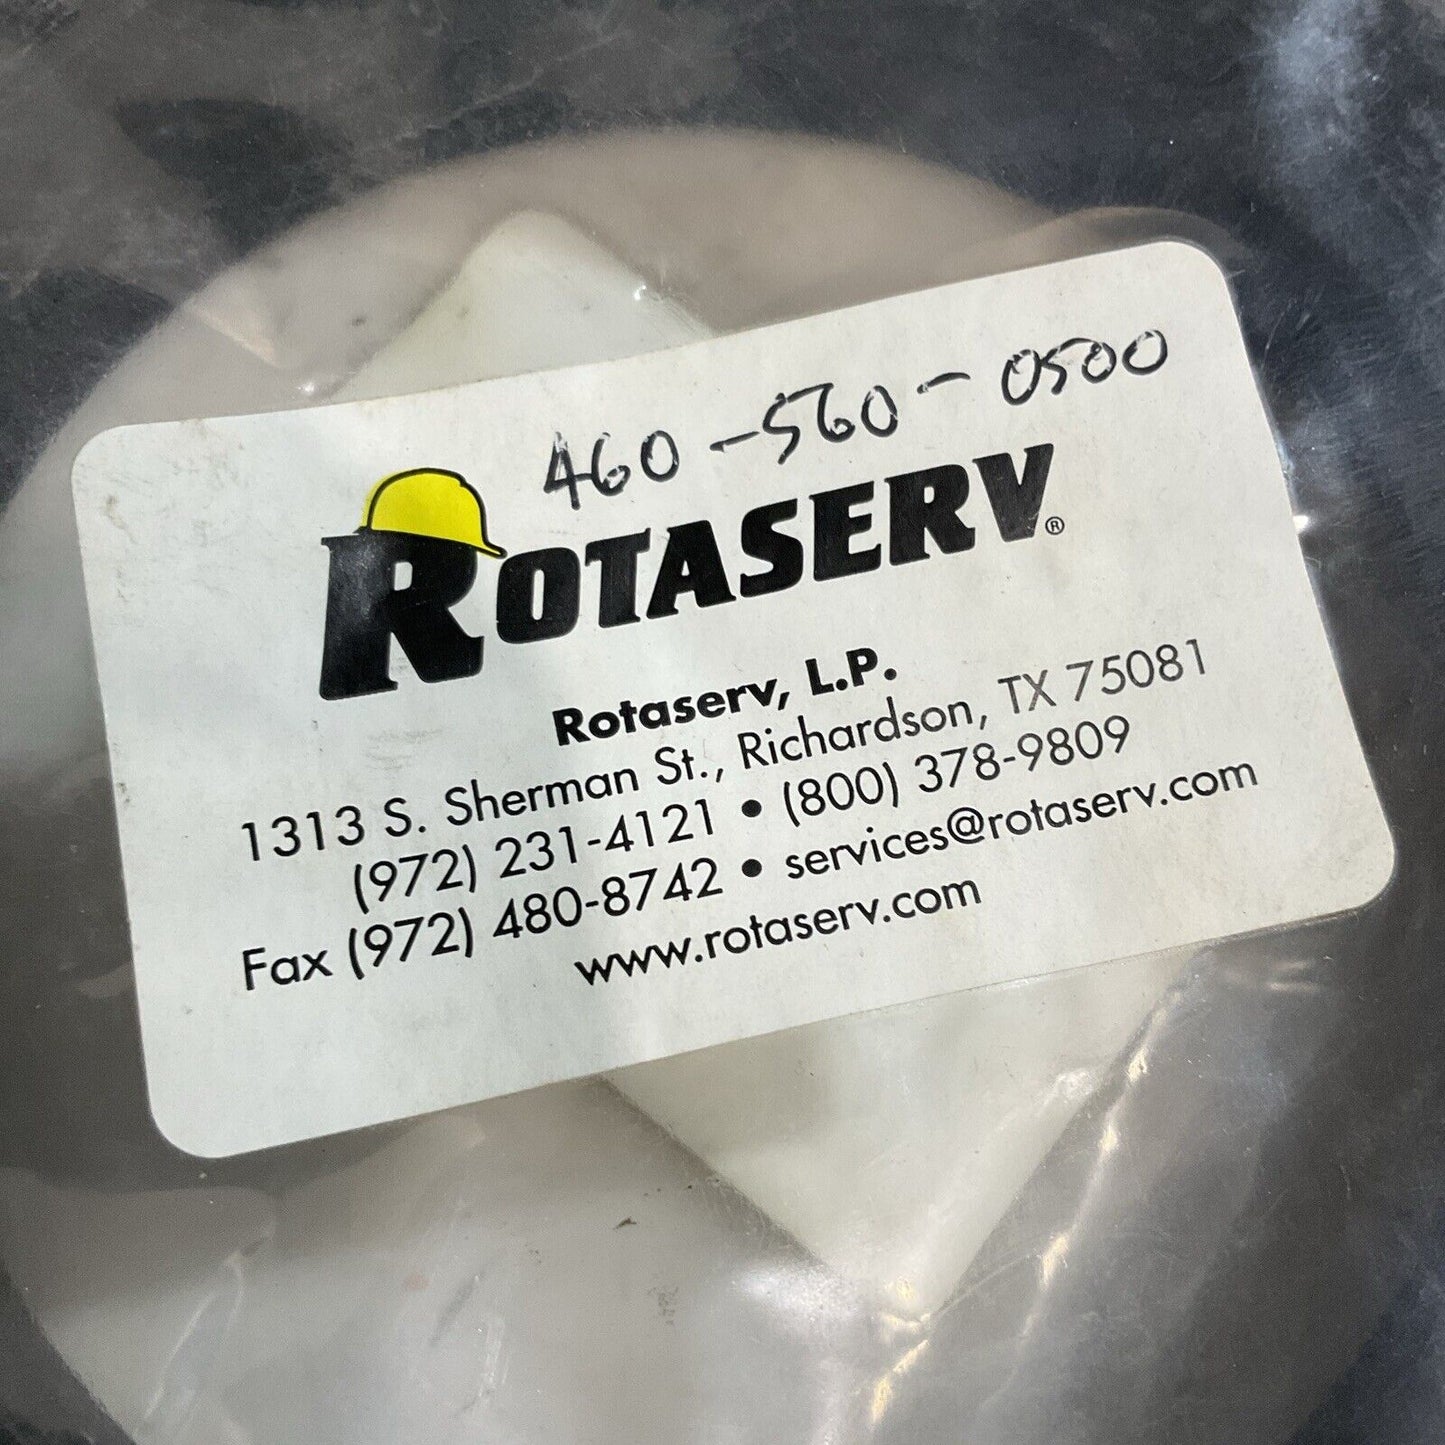 460-560-0500
ROTASERV®
Rotaserv, L.P.
1313 S. Sherman St., Richardson, TX 75081
(972) 231-4121 • (800) 378-9809
Fax (972) 480-8742 • services@rotaserv.com
www.rotaserv.com